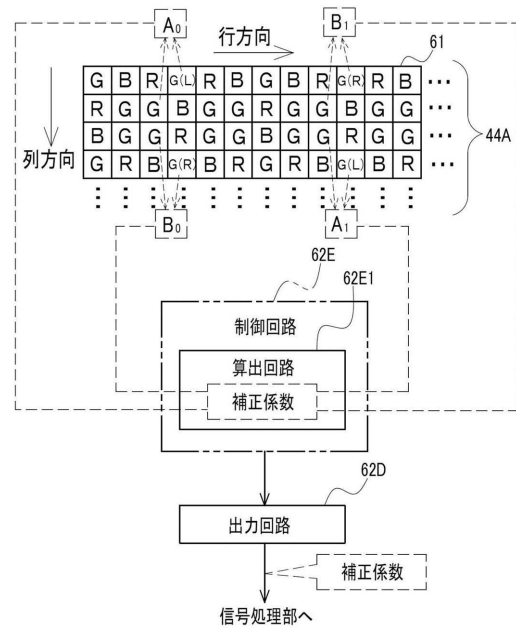 A₀ B₁
行方向
61
G B R G(L) R B G B R G(R) R B ･･･
R G G B G G R G G B G G ･･･
B G G R G G B G G R G G ･･･
G R B G(R) B R G R B G(L) B R ･･･
44A
列方向
B₀ A₁
62E
62E1
制御回路
算出回路
補正係数
62D
出力回路
補正係数
信号処理部へ